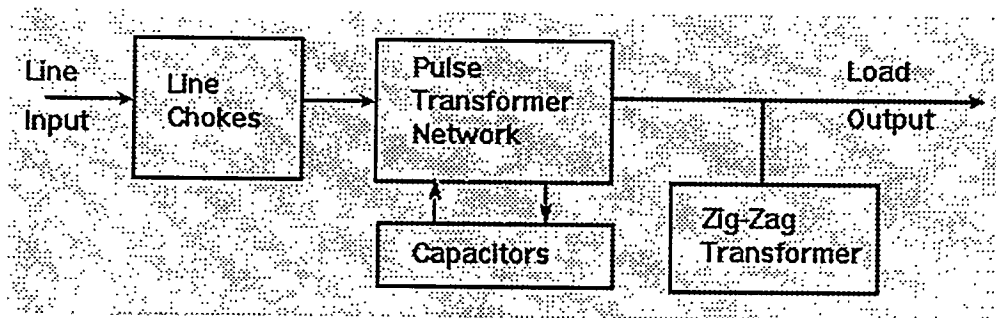 Line
Input
Line
Chokes
Pulse
Transformer
Network
Capacitors
Load
Output
Zig-Zag
Transformer